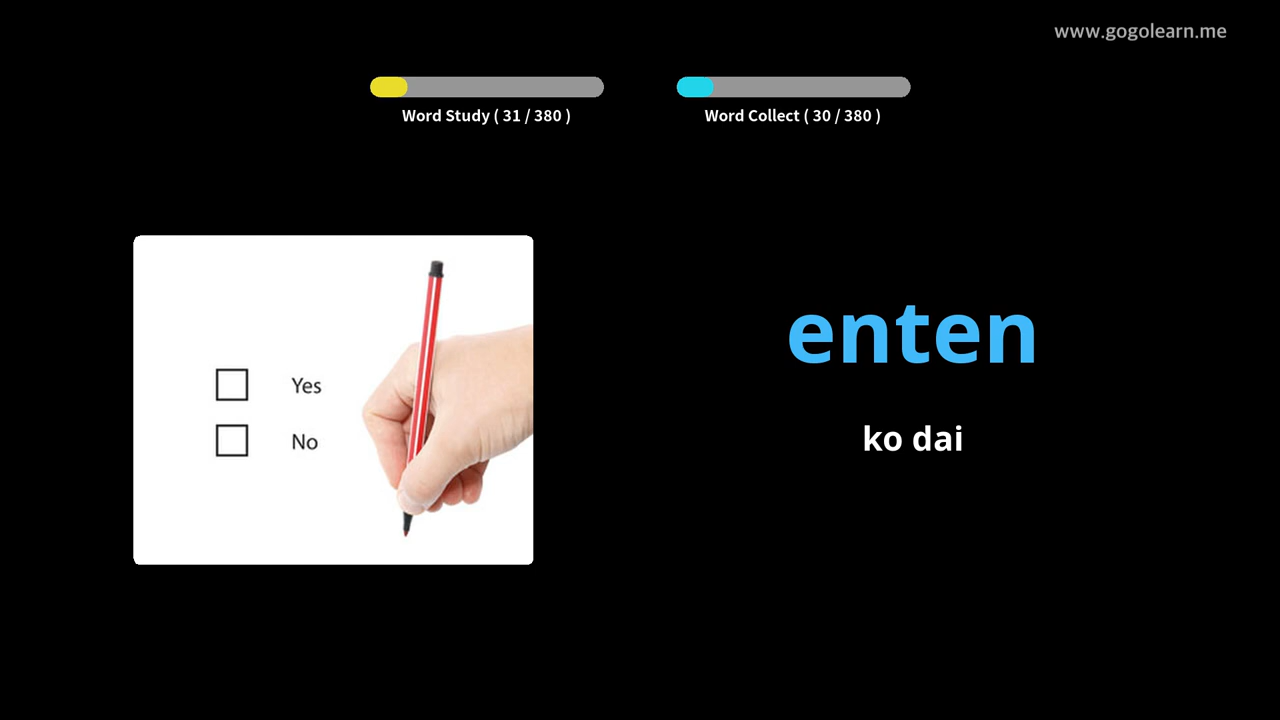 www.gogolearn.me
Word Study ( 31 / 380 )
Word Collect ( 30 / 380 )
Yes
No
enten
ko dai